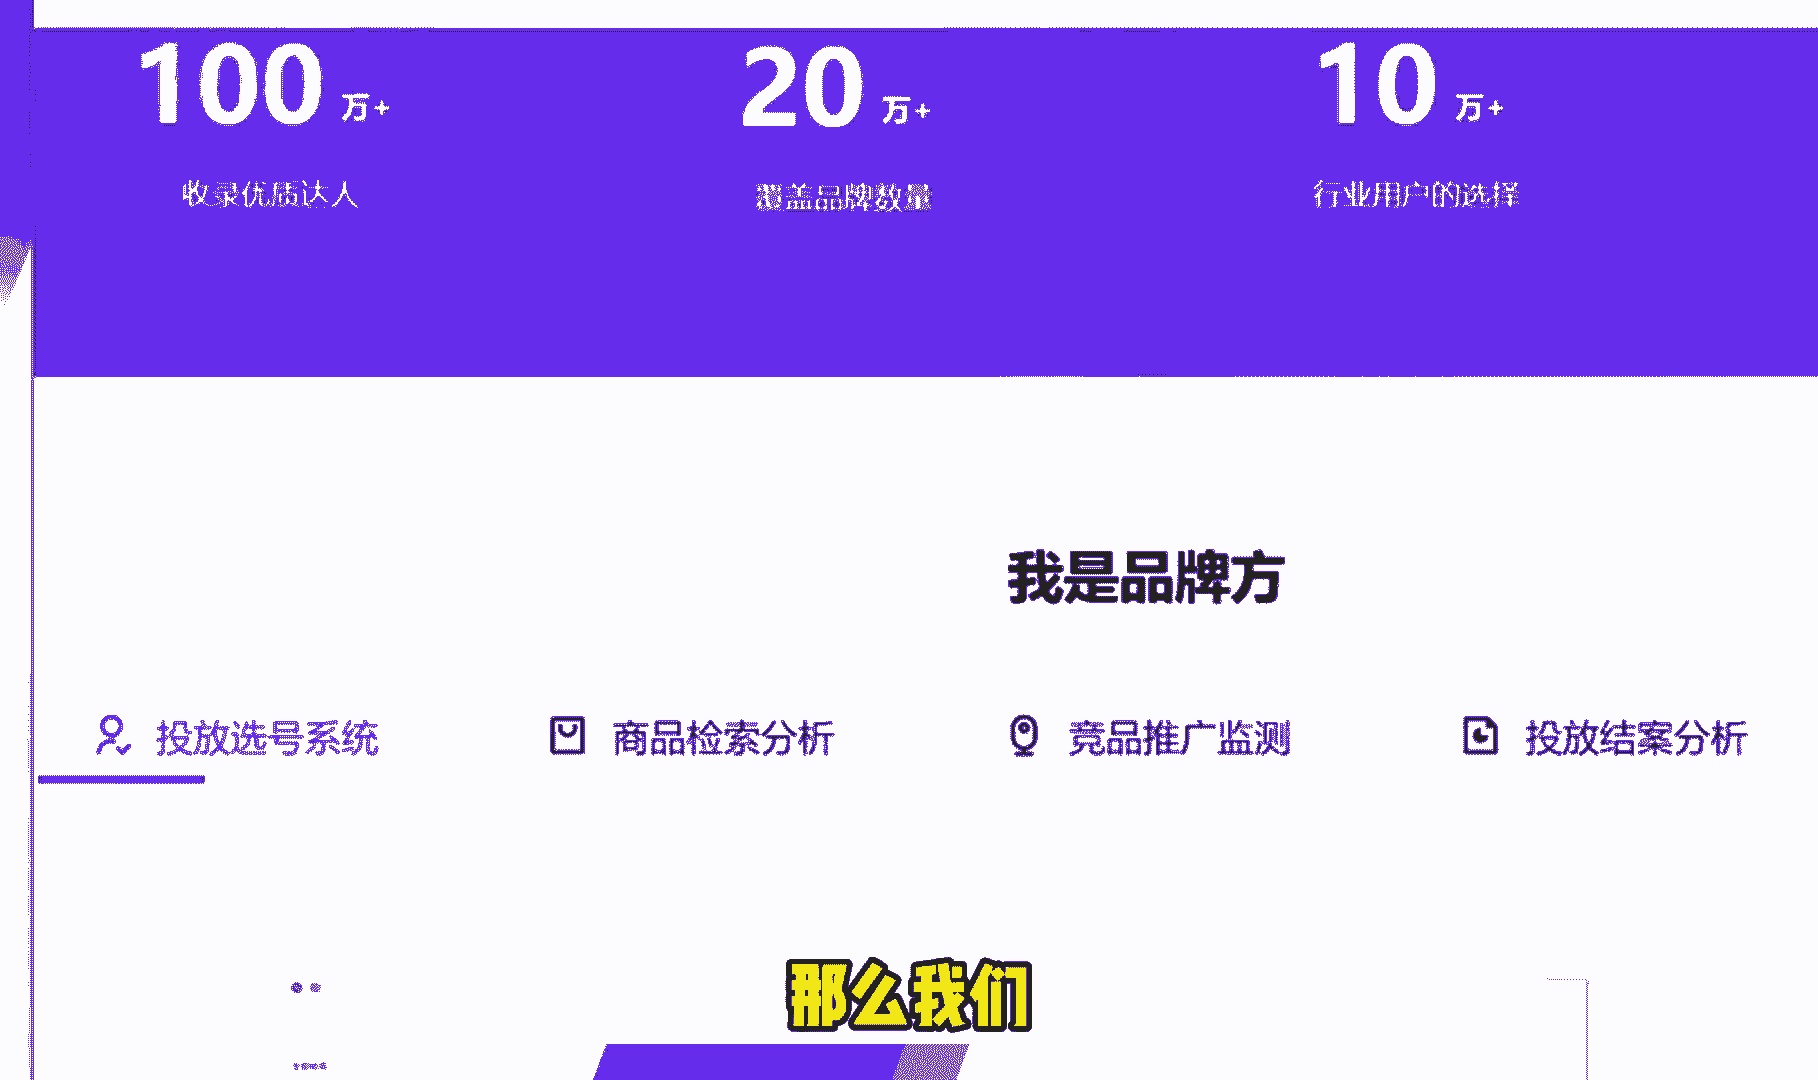 100 万+
20 万+
10 万+
收录优质达人
覆盖品牌数量
行业用户的选择
我是品牌方
投放选号系统
商品检索分析
竞品推广监测
投放结案分析
那么我们